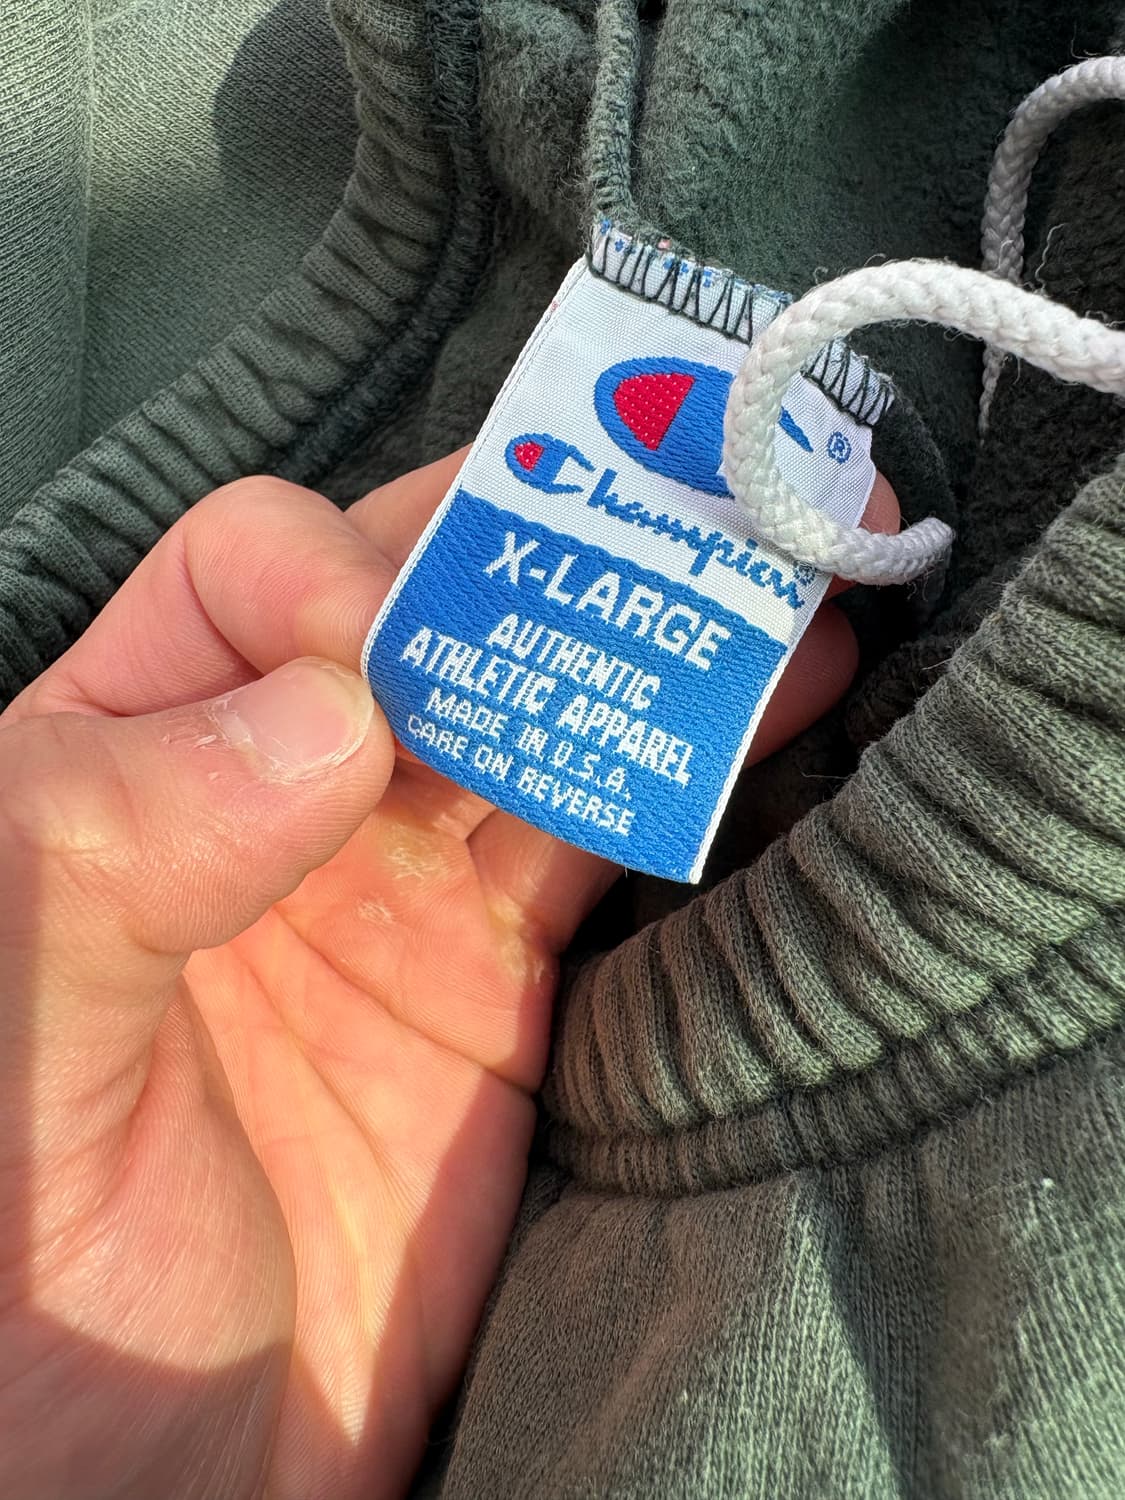 ®
Champion®
X-LARGE
AUTHENTIC
ATHLETIC APPAREL
MADE IN U.S.A.
CARE ON REVERSE